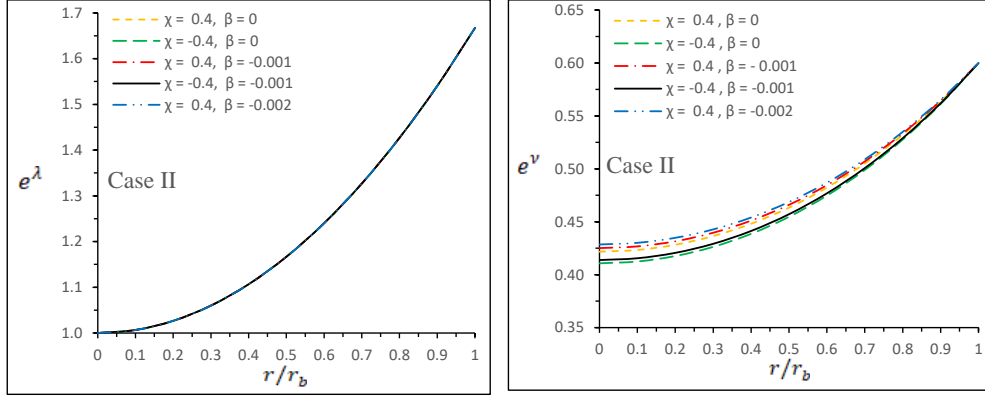 1.7
1.6
1.5
1.4
1.3
1.2
1.1
1.0
e^λ
χ = 0.4, β = 0
χ = -0.4, β = 0
χ = 0.4, β = -0.001
χ = -0.4, β = -0.001
χ = 0.4, β = -0.002
Case II
0 0.1 0.2 0.3 0.4 0.5 0.6 0.7 0.8 0.9 1
r/r_b
0.65
0.60
0.55
0.50
0.45
0.40
0.35
e^ν
χ = 0.4 , β = 0
χ = -0.4 , β = 0
χ = 0.4 , β = - 0.001
χ = -0.4 , β = -0.001
χ = 0.4 , β = -0.002
Case II
0 0.1 0.2 0.3 0.4 0.5 0.6 0.7 0.8 0.9 1
r/r_b